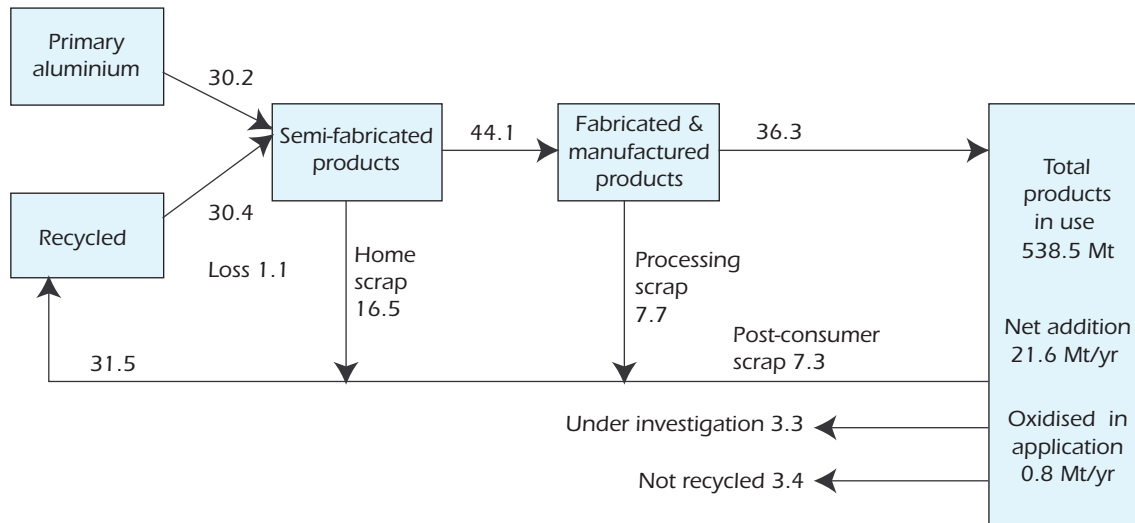 Primary
aluminium
30.2
Recycled
30.4
Loss 1.1
Semi-fabricated
products
44.1
Fabricated &
manufactured
products
36.3
Home
scrap
16.5
Processing
scrap
7.7
Post-consumer
scrap 7.3
31.5
Under investigation 3.3
Not recycled 3.4
Total
products
in use
538.5 Mt
Net addition
21.6 Mt/yr
Oxidised in
application
0.8 Mt/yr